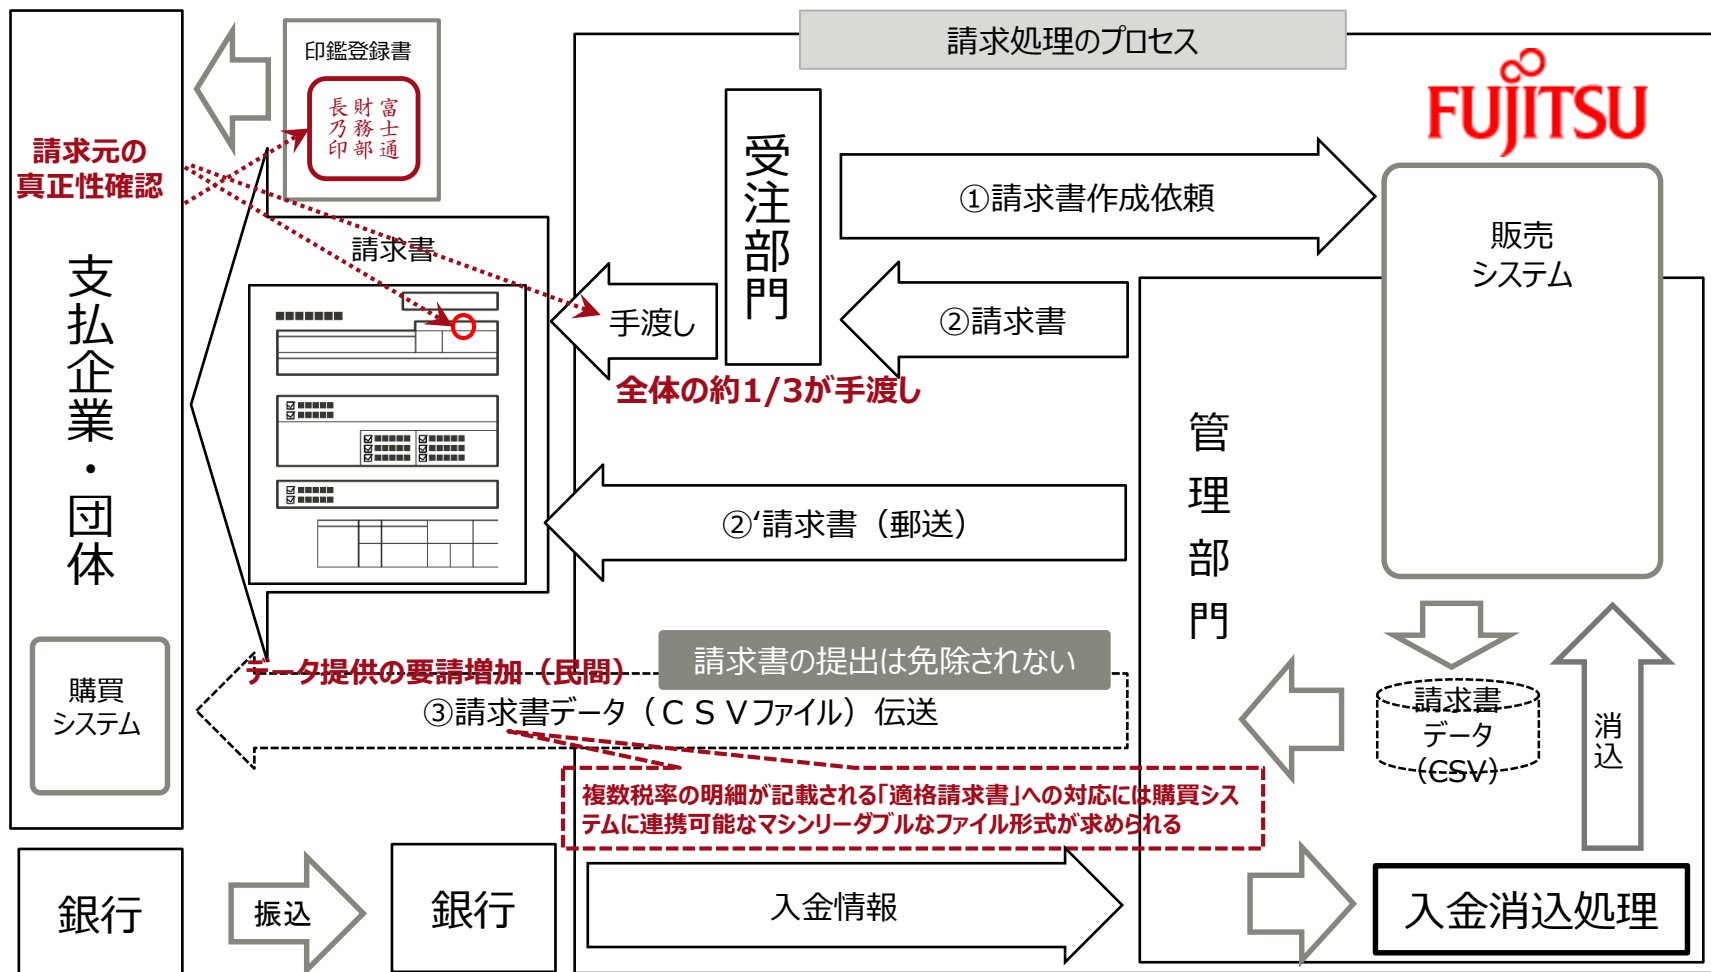 請求処理のプロセス
FUJITSU
印鑑登録書
富士通
財務部
長乃印
請求元の
真正性確認
受注部門
①請求書作成依頼
販売
システム
請求書
支払企業・団体
手渡し
②請求書
全体の約1/3が手渡し
管理部門
②‘請求書（郵送）
請求書の提出は免除されない
データ提供の要請増加（民間）
③請求書データ（ＣＳＶファイル）伝送
購買
システム
請求書
データ
（CSV）
消込
複数税率の明細が記載される「適格請求書」への対応には購買シス
テムに連携可能なマシンリーダブルなファイル形式が求められる
銀行
振込
銀行
入金情報
入金消込処理